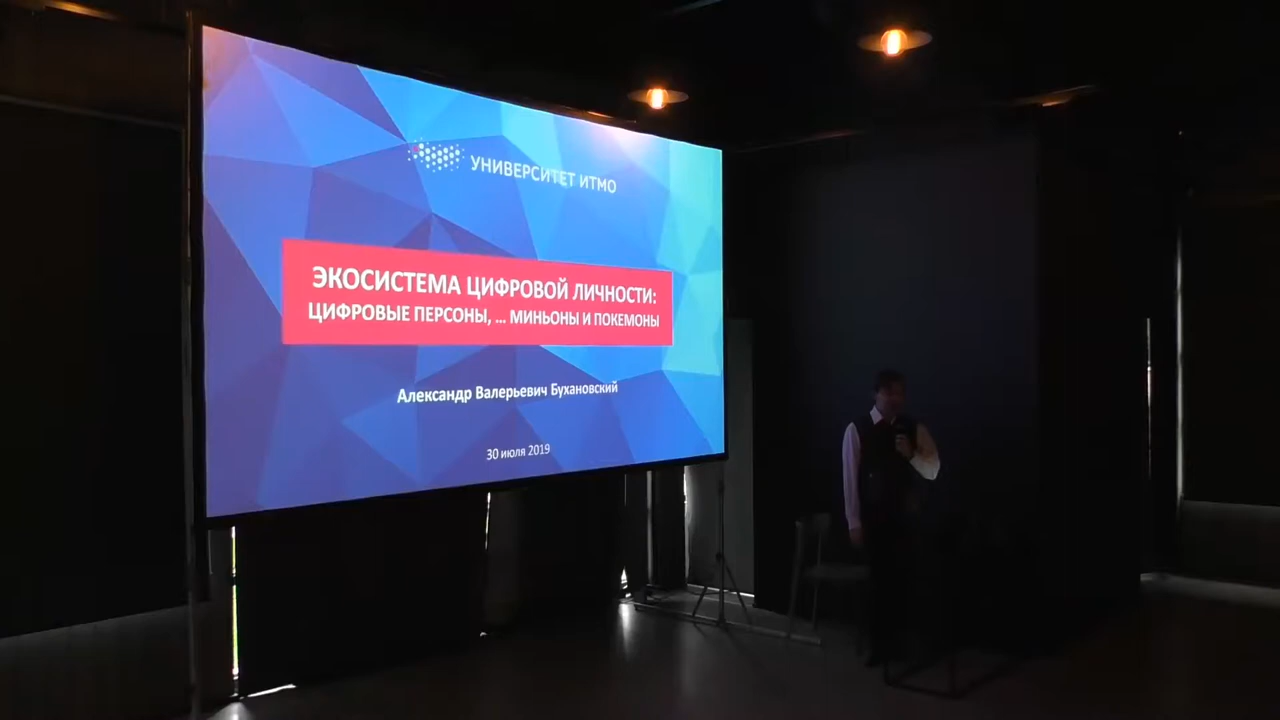 УНИВЕРСИТЕТ ИТМО
ЭКОСИСТЕМА ЦИФРОВОЙ ЛИЧНОСТИ:
ЦИФРОВЫЕ ПЕРСОНЫ, ... МИНЬОНЫ И ПОКЕМОНЫ
Александр Валерьевич Бухановский
30 июля 2019